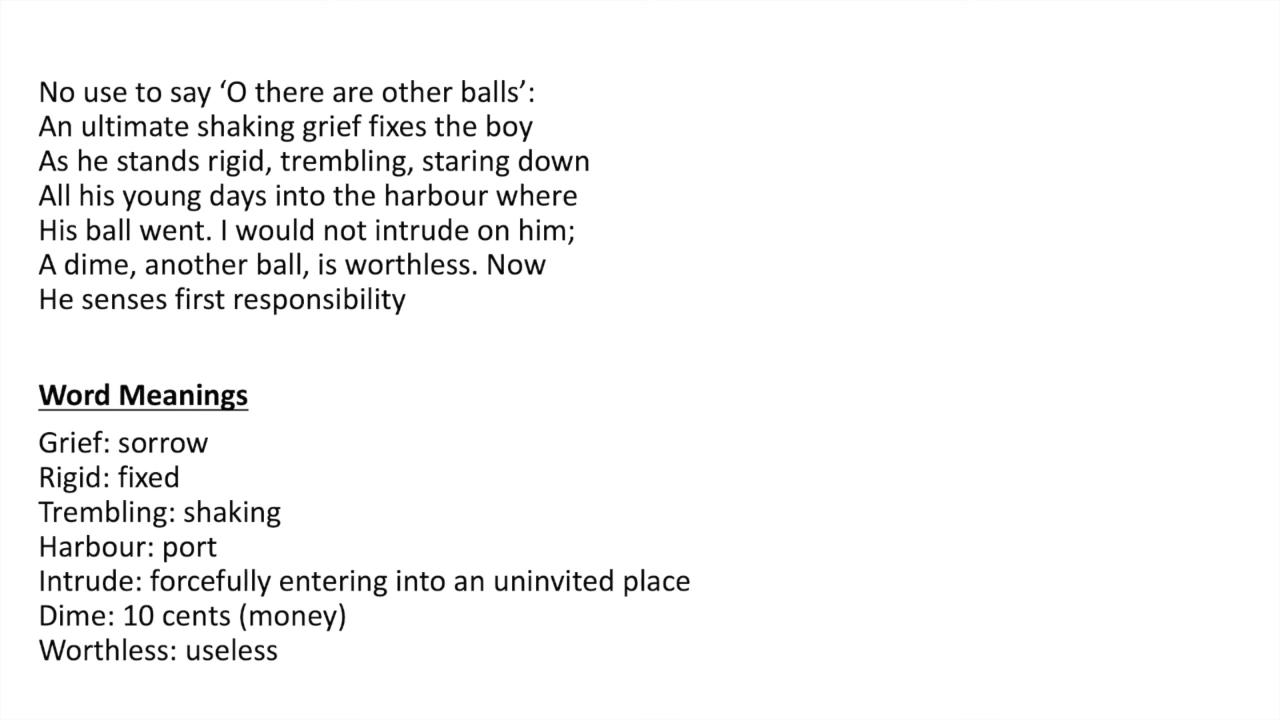 No use to say ‘O there are other balls’:
An ultimate shaking grief fixes the boy
As he stands rigid, trembling, staring down
All his young days into the harbour where
His ball went. I would not intrude on him;
A dime, another ball, is worthless. Now
He senses first responsibility
Word Meanings
Grief: sorrow
Rigid: fixed
Trembling: shaking
Harbour: port
Intrude: forcefully entering into an uninvited place
Dime: 10 cents (money)
Worthless: useless